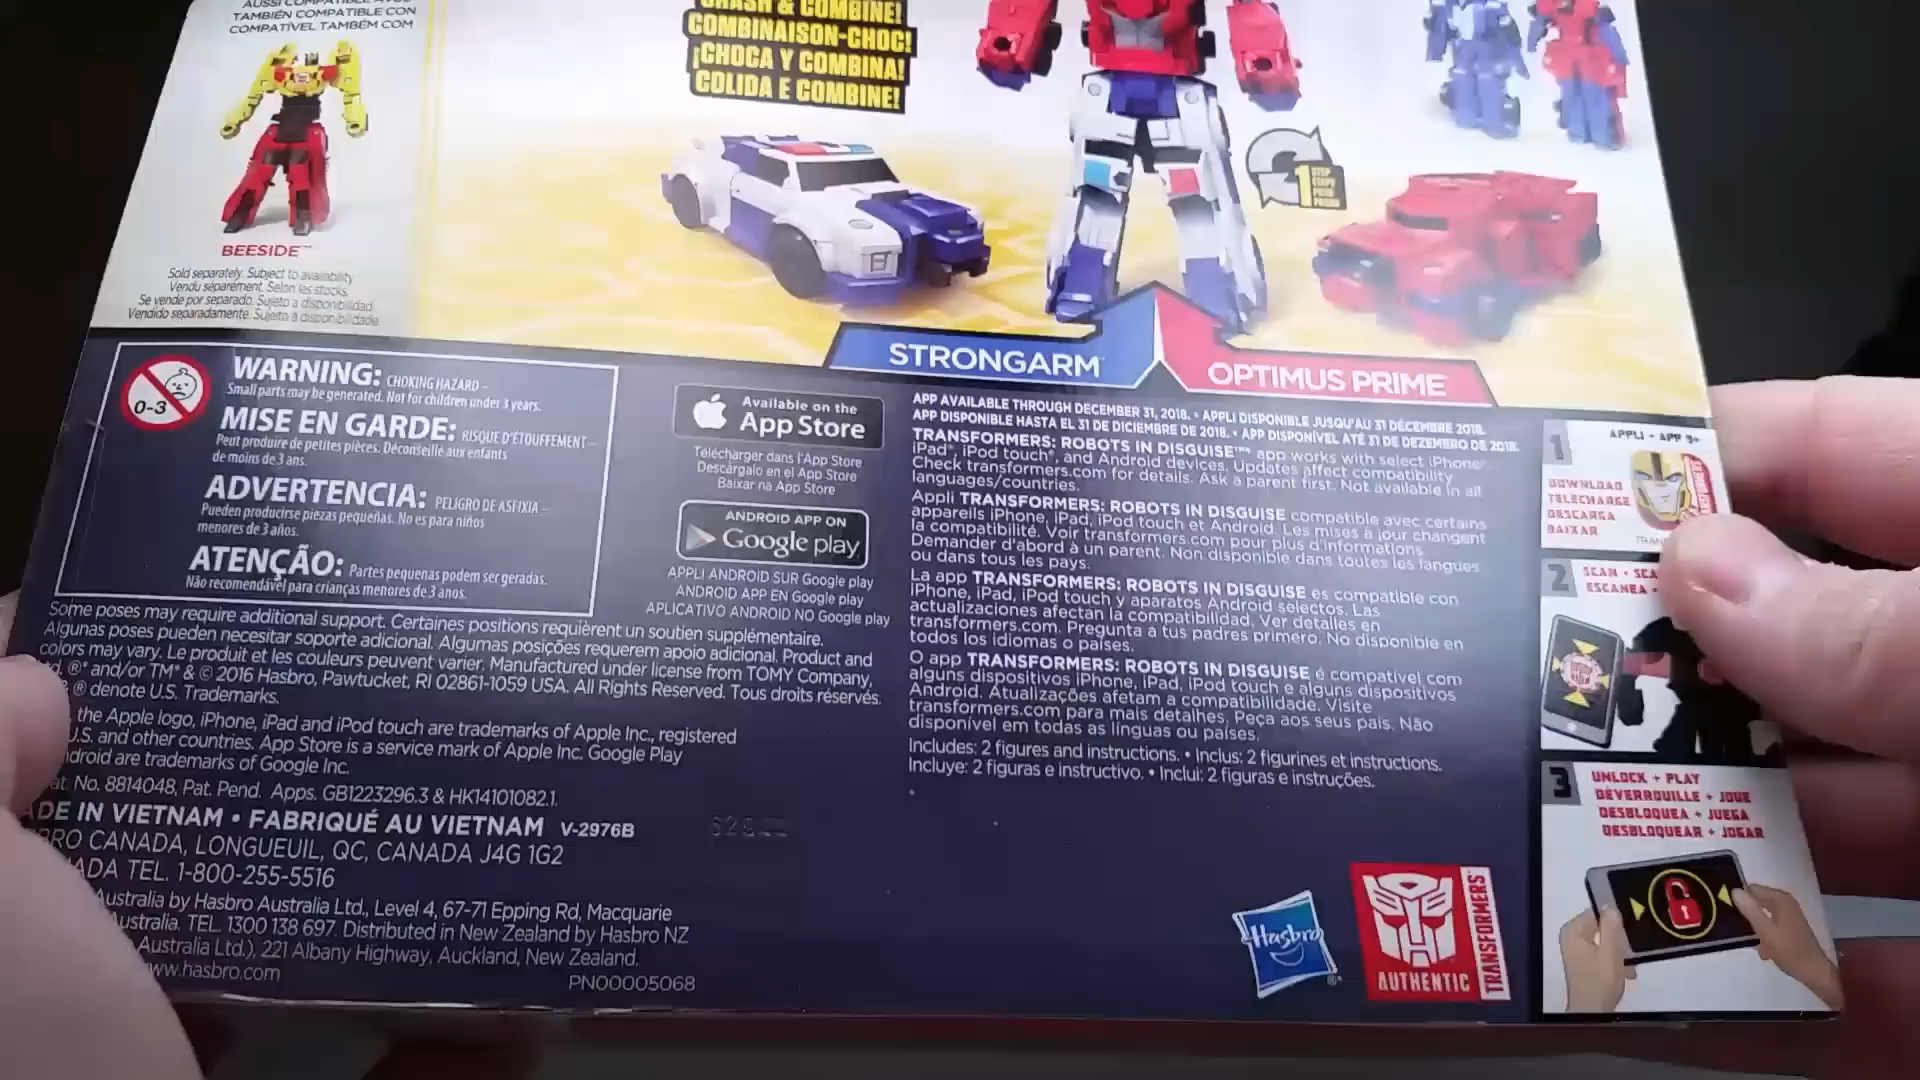 AUSSI COMPATIBLE AVEC
TAMBIÉN COMPATIBLE CON
COMPATÍVEL TAMBÉM COM
BEESIDE™
Sold separately. Subject to availability
Vendu séparément. Selon les stocks.
Se vende por separado. Sujeto a disponibilidad
Vendido separadamente. Sujeito a disponibilidade
CRASH & COMBINE!
COMBINAISON-CHOC!
¡CHOCA Y COMBINA!
COLIDA E COMBINE!
1 STEP
STRONGARM
OPTIMUS PRIME
0-3
WARNING: CHOKING HAZARD –
Small parts may be generated. Not for children under 3 years.
MISE EN GARDE: RISQUE D'ÉTOUFFEMENT –
Peut produire de petites pièces. Déconseillé aux enfants
de moins de 3 ans.
ADVERTENCIA: PELIGRO DE ASFIXIA –
Pueden producirse piezas pequeñas. No es para niños
menores de 3 años.
ATENÇÃO: Partes pequenas podem ser geradas.
Não recomendável para crianças menores de 3 anos.
Available on the
App Store
Télécharger dans l'App Store
Descárgalo en el App Store
Baixar na App Store
ANDROID APP ON
Google play
APPLI ANDROID SUR Google play
ANDROID APP EN Google play
APLICATIVO ANDROID NO Google play
Some poses may require additional support. Certaines positions requièrent un soutien supplémentaire.
Algunas poses pueden necesitar soporte adicional. Algumas posições requerem apoio adicional. Product and
colors may vary. Le produit et les couleurs peuvent varier. Manufactured under license from TOMY Company,
td. ®* and/or TM* & © 2016 Hasbro, Pawtucket, RI 02861-1059 USA. All Rights Reserved. Tous droits réservés.
® denote U.S. Trademarks.
the Apple logo, iPhone, iPad and iPod touch are trademarks of Apple Inc., registered
U.S. and other countries. App Store is a service mark of Apple Inc. Google Play
ndroid are trademarks of Google Inc.
at. No. 8814048, Pat. Pend. Apps. GB1223296.3 & HK14101082.1.
ADE IN VIETNAM • FABRIQUÉ AU VIETNAM V-2976B
BRO CANADA, LONGUEUIL, QC, CANADA J4G 1G2
ADA TEL. 1-800-255-5516
Australia by Hasbro Australia Ltd., Level 4, 67-71 Epping Rd, Macquarie
Australia. TEL. 1300 138 697. Distributed in New Zealand by Hasbro NZ
Australia Ltd.), 221 Albany Highway, Auckland, New Zealand.
ww.hasbro.com
PN00005068
APP AVAILABLE THROUGH DECEMBER 31, 2018. • APPLI DISPONIBLE JUSQU'AU 31 DÉCEMBRE 2018.
APP DISPONIBLE HASTA EL 31 DE DICIEMBRE DE 2018. • APP DISPONÍVEL ATÉ 31 DE DEZEMBRO DE 2018.
TRANSFORMERS: ROBOTS IN DISGUISE™ app works with select iPhone®,
iPad®, iPod touch®, and Android devices. Updates affect compatibility.
Check transformers.com for details. Ask a parent first. Not available in all
languages/countries.
Appli TRANSFORMERS: ROBOTS IN DISGUISE compatible avec certains
appareils iPhone, iPad, iPod touch et Android. Les mises à jour changent
la compatibilité. Voir transformers.com pour plus d'informations.
Demander d'abord à un parent. Non disponible dans toutes les langues
ou dans tous les pays.
La app TRANSFORMERS: ROBOTS IN DISGUISE es compatible con
iPhone, iPad, iPod touch y aparatos Android selectos. Las
actualizaciones afectan la compatibilidad. Ver detalles en
transformers.com. Pregunta a tus padres primero. No disponible en
todos los idiomas o países.
O app TRANSFORMERS: ROBOTS IN DISGUISE é compatível com
alguns dispositivos iPhone, iPad, iPod touch e alguns dispositivos
Android. Atualizações afetam a compatibilidade. Visite
transformers.com para mais detalhes. Peça aos seus pais. Não
disponível em todas as línguas ou países.
Includes: 2 figures and instructions. • Inclus: 2 figurines et instructions.
Incluye: 2 figuras e instructivo. • Inclui: 2 figuras e instruções.
Hasbro
AUTHENTIC
TRANSFORMERS
1
APPLI • APP 9+
DOWNLOAD
TÉLÉCHARGE
DESCARGA
BAIXAR
TRAN
2
SCAN • SCA
ESCANEA •
3
UNLOCK + PLAY
DÉVERROUILLE + JOUE
DESBLOQUEA + JUEGA
DESBLOQUEAR + JOGAR